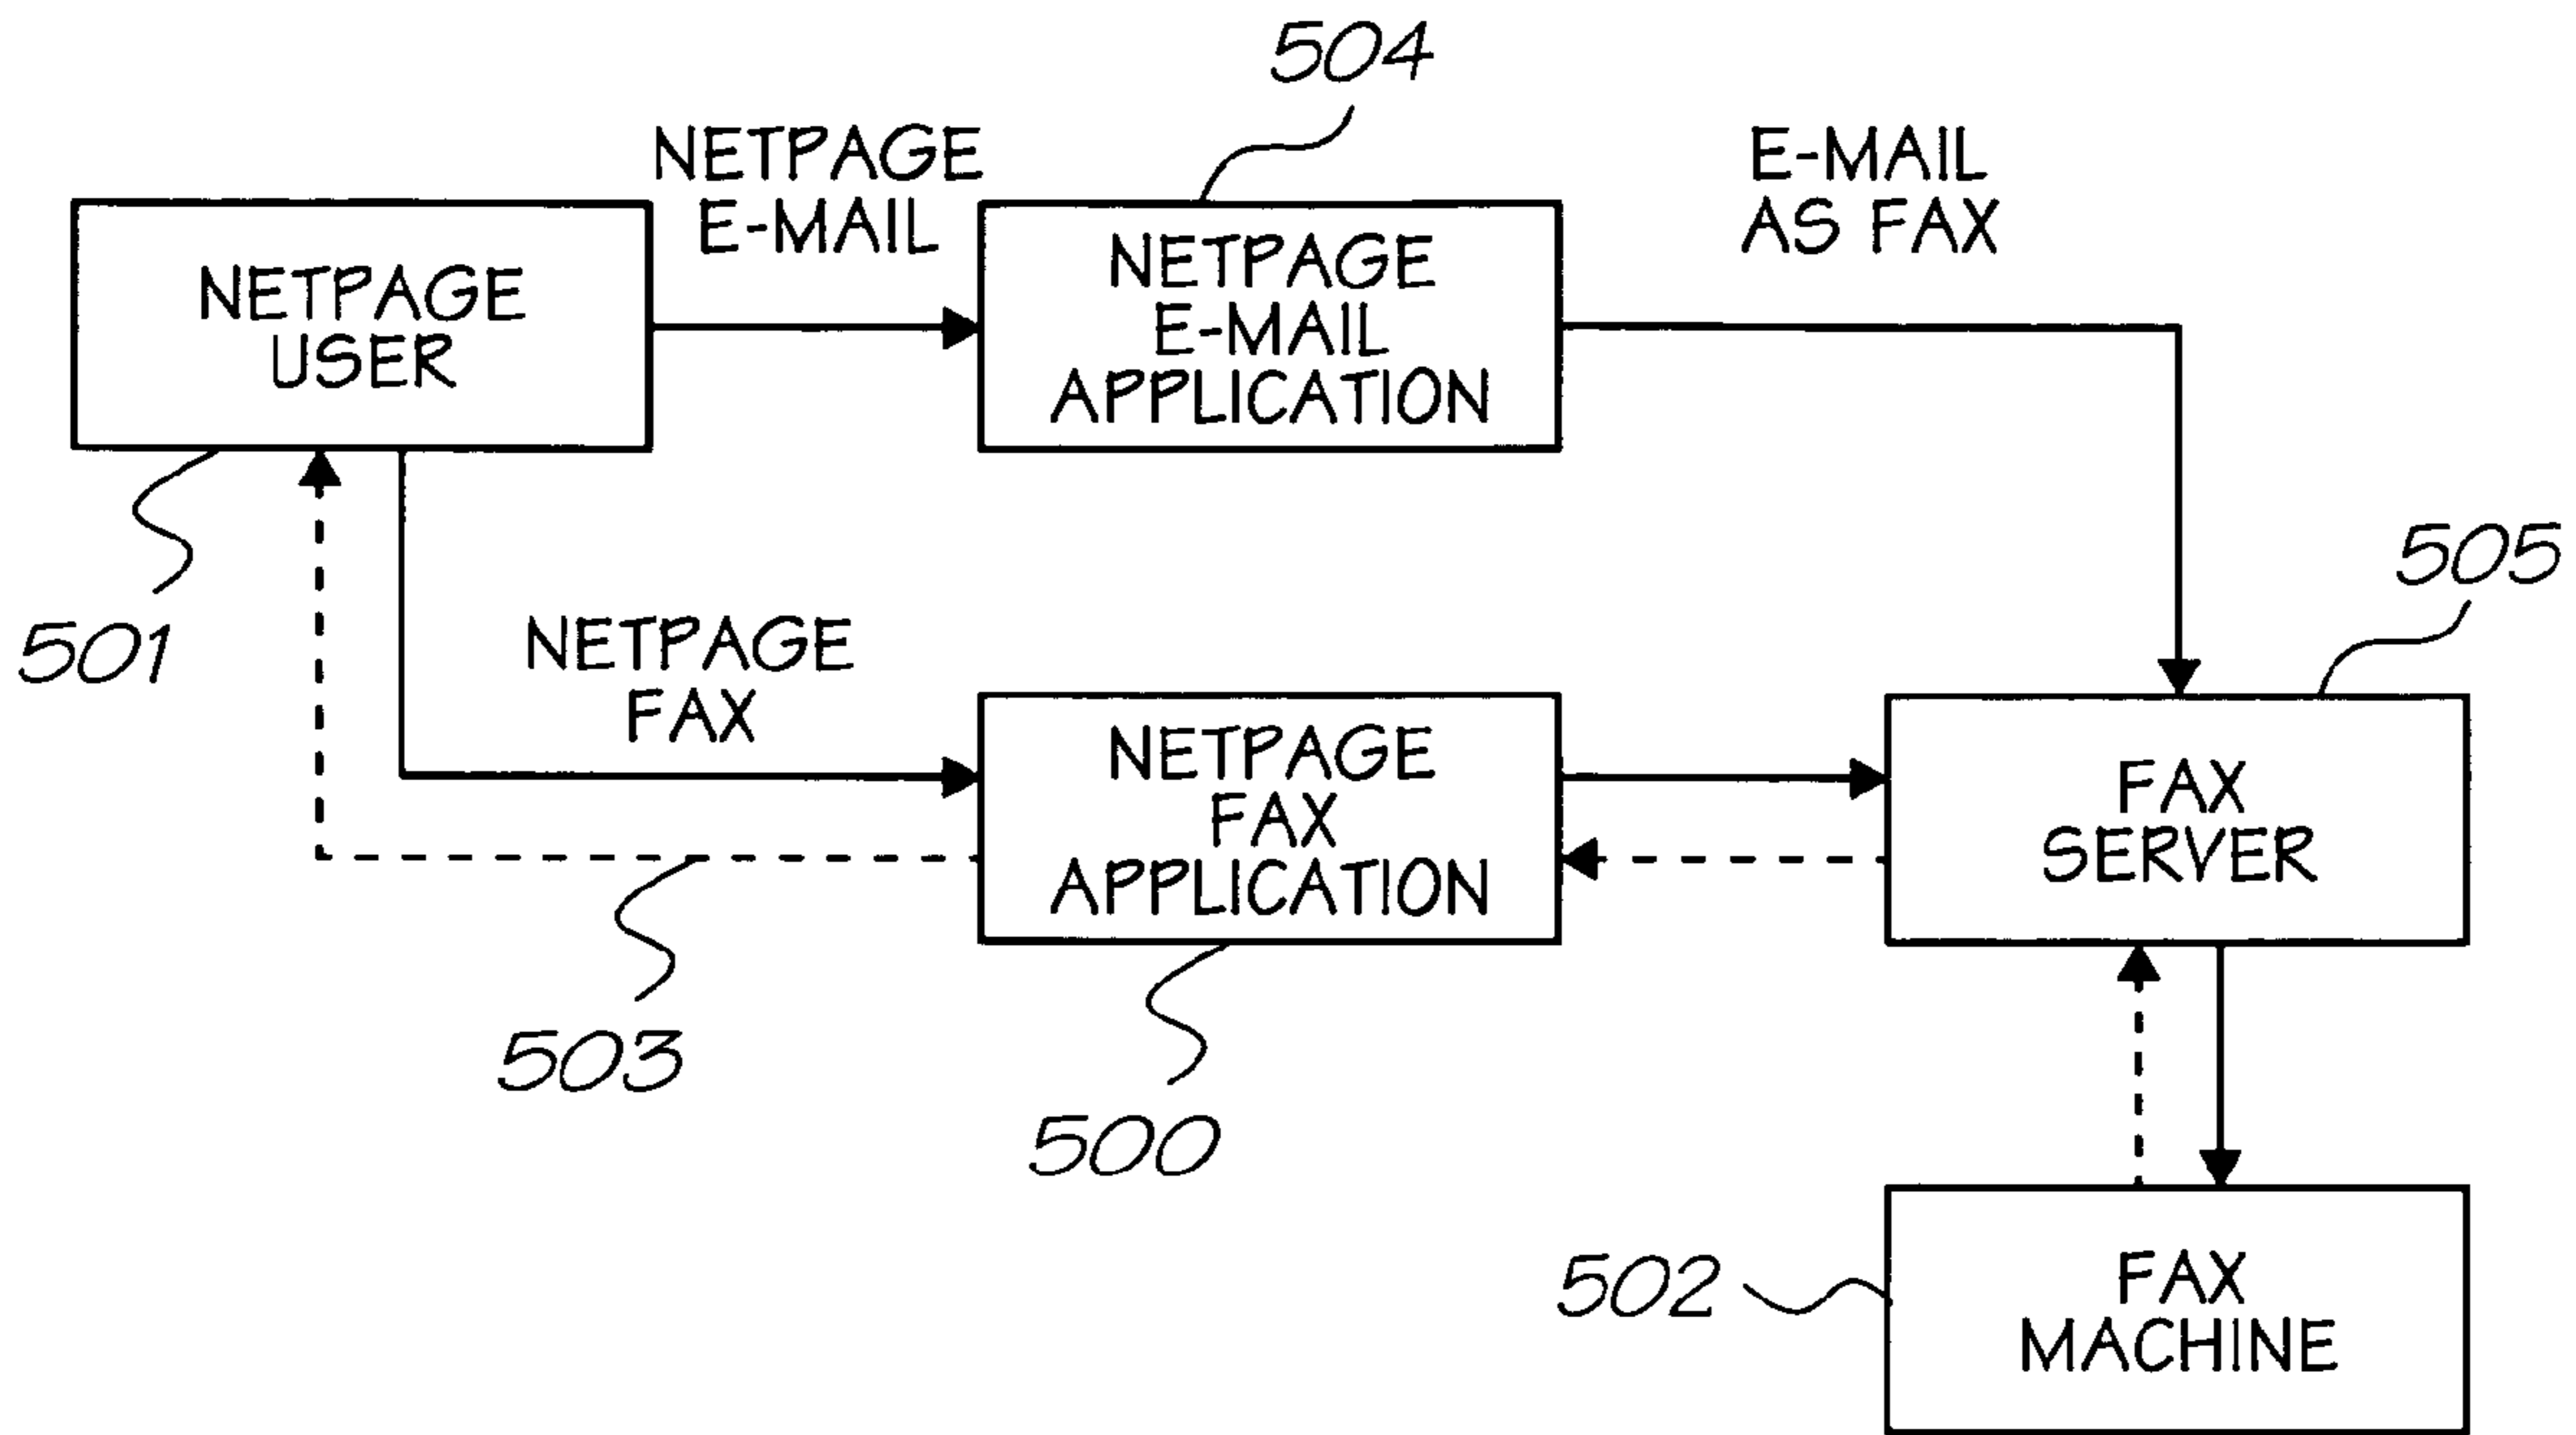 504
NETPAGE
E-MAIL
E-MAIL
AS FAX
NETPAGE
USER
NETPAGE
E-MAIL
APPLICATION
501
505
NETPAGE
FAX
NETPAGE
FAX
APPLICATION
FAX
SERVER
503
500
502
FAX
MACHINE